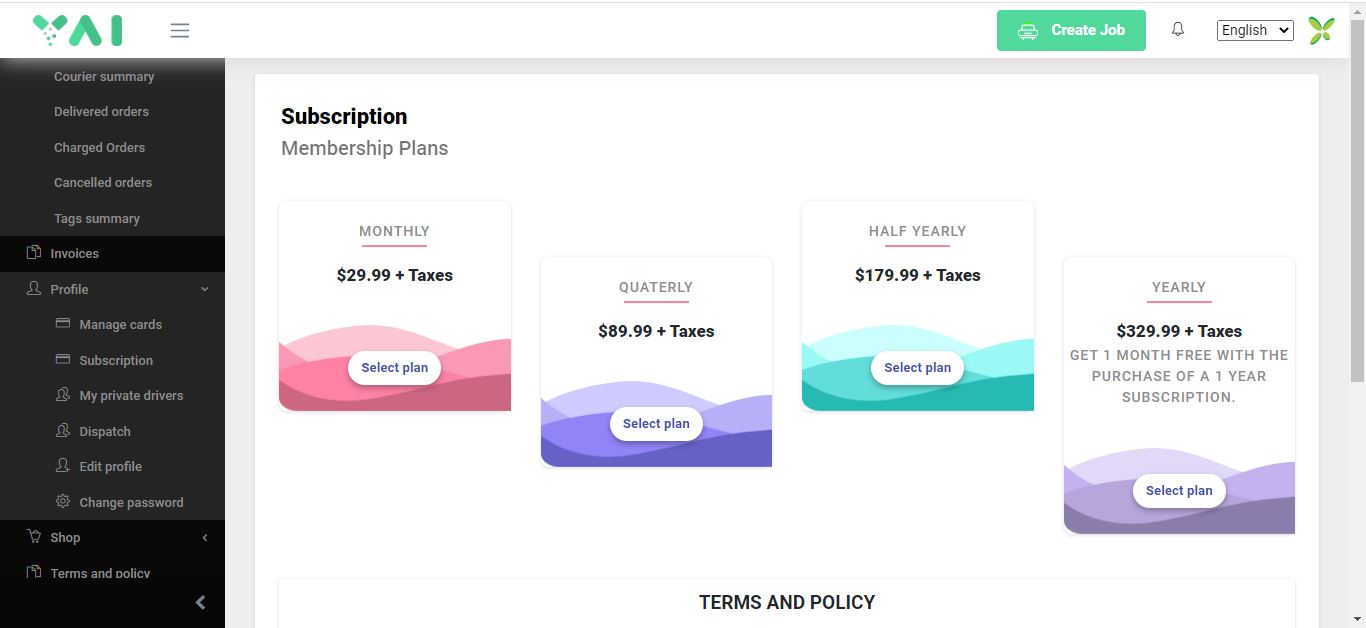 YAI
Create Job
English
Courier summary
Delivered orders
Charged Orders
Cancelled orders
Tags summary
Invoices
Profile
Manage cards
Subscription
My private drivers
Dispatch
Edit profile
Change password
Shop
Terms and policy
Subscription
Membership Plans
MONTHLY
$29.99 + Taxes
Select plan
QUATERLY
$89.99 + Taxes
Select plan
HALF YEARLY
$179.99 + Taxes
Select plan
YEARLY
$329.99 + Taxes
GET 1 MONTH FREE WITH THE
PURCHASE OF A 1 YEAR
SUBSCRIPTION.
Select plan
TERMS AND POLICY